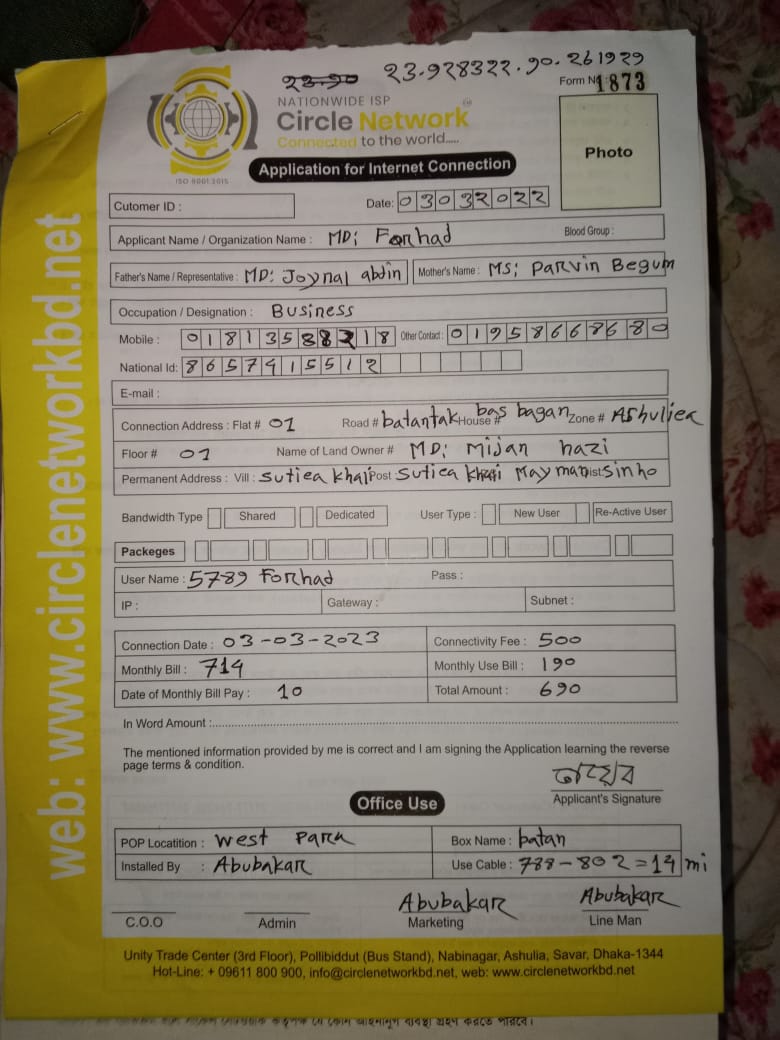 Form No 1873
NATIONWIDE ISP
Circle Network
Connected to the world.....
ISO 9001:2015
Application for Internet Connection
Photo
Cutomer ID :
Date: 03032022
Applicant Name / Organization Name : MD: Forhad Blood Group :
Father's Name / Representative : MD: Joynal abdin Mother's Name : MS: Parvin Begum
Occupation / Designation : Business
Mobile : Other Contact : 01958668680
National Id: 8657415512
E-mail :
Connection Address : Flat # 01 Road # batantak House # bas bagan Zone # Ashuliea
Floor # 01 Name of Land Owner # MD: Mijan hazi
Permanent Address : Vill : Sutiea Khali Post : Sutiea Khali Dist
Bandwidth Type Shared Dedicated User Type : New User Re-Active User
Packeges
User Name : 5789 Forhad Pass :
IP : Gateway : Subnet :
Connection Date : 03-03-2023 Connectivity Fee : 500
Monthly Bill : 714 Monthly Use Bill : 190
Date of Monthly Bill Pay : 10 Total Amount : 690
In Word Amount :
The mentioned information provided by me is correct and I am signing the Application learning the reverse
page terms & condition.
Applicant's Signature
Office Use
POP Locatition : West Para Box Name : batan
Installed By : Abubakar Use Cable : 788-802=14 mi
Abubakar Abubakar
C.O.O Admin Marketing Line Man
Unity Trade Center (3rd Floor), Pollibiddut (Bus Stand), Nabinagar, Ashulia, Savar, Dhaka-1344
Hot-Line: + 09611 800 900, info@circlenetworkbd.net, web: www.circlenetworkbd.net
web: www.circlenetworkbd.net